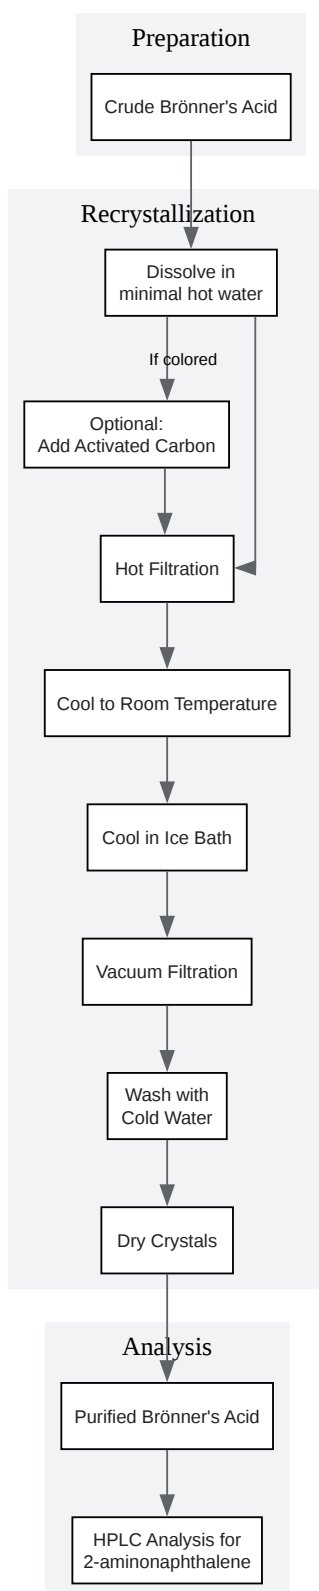 Preparation
Crude Brönner's Acid
Recrystallization
Dissolve in
minimal hot water
If colored
Optional:
Add Activated Carbon
Hot Filtration
Cool to Room Temperature
Cool in Ice Bath
Vacuum Filtration
Wash with
Cold Water
Dry Crystals
Analysis
Purified Brönner's Acid
HPLC Analysis for
2-aminonaphthalene